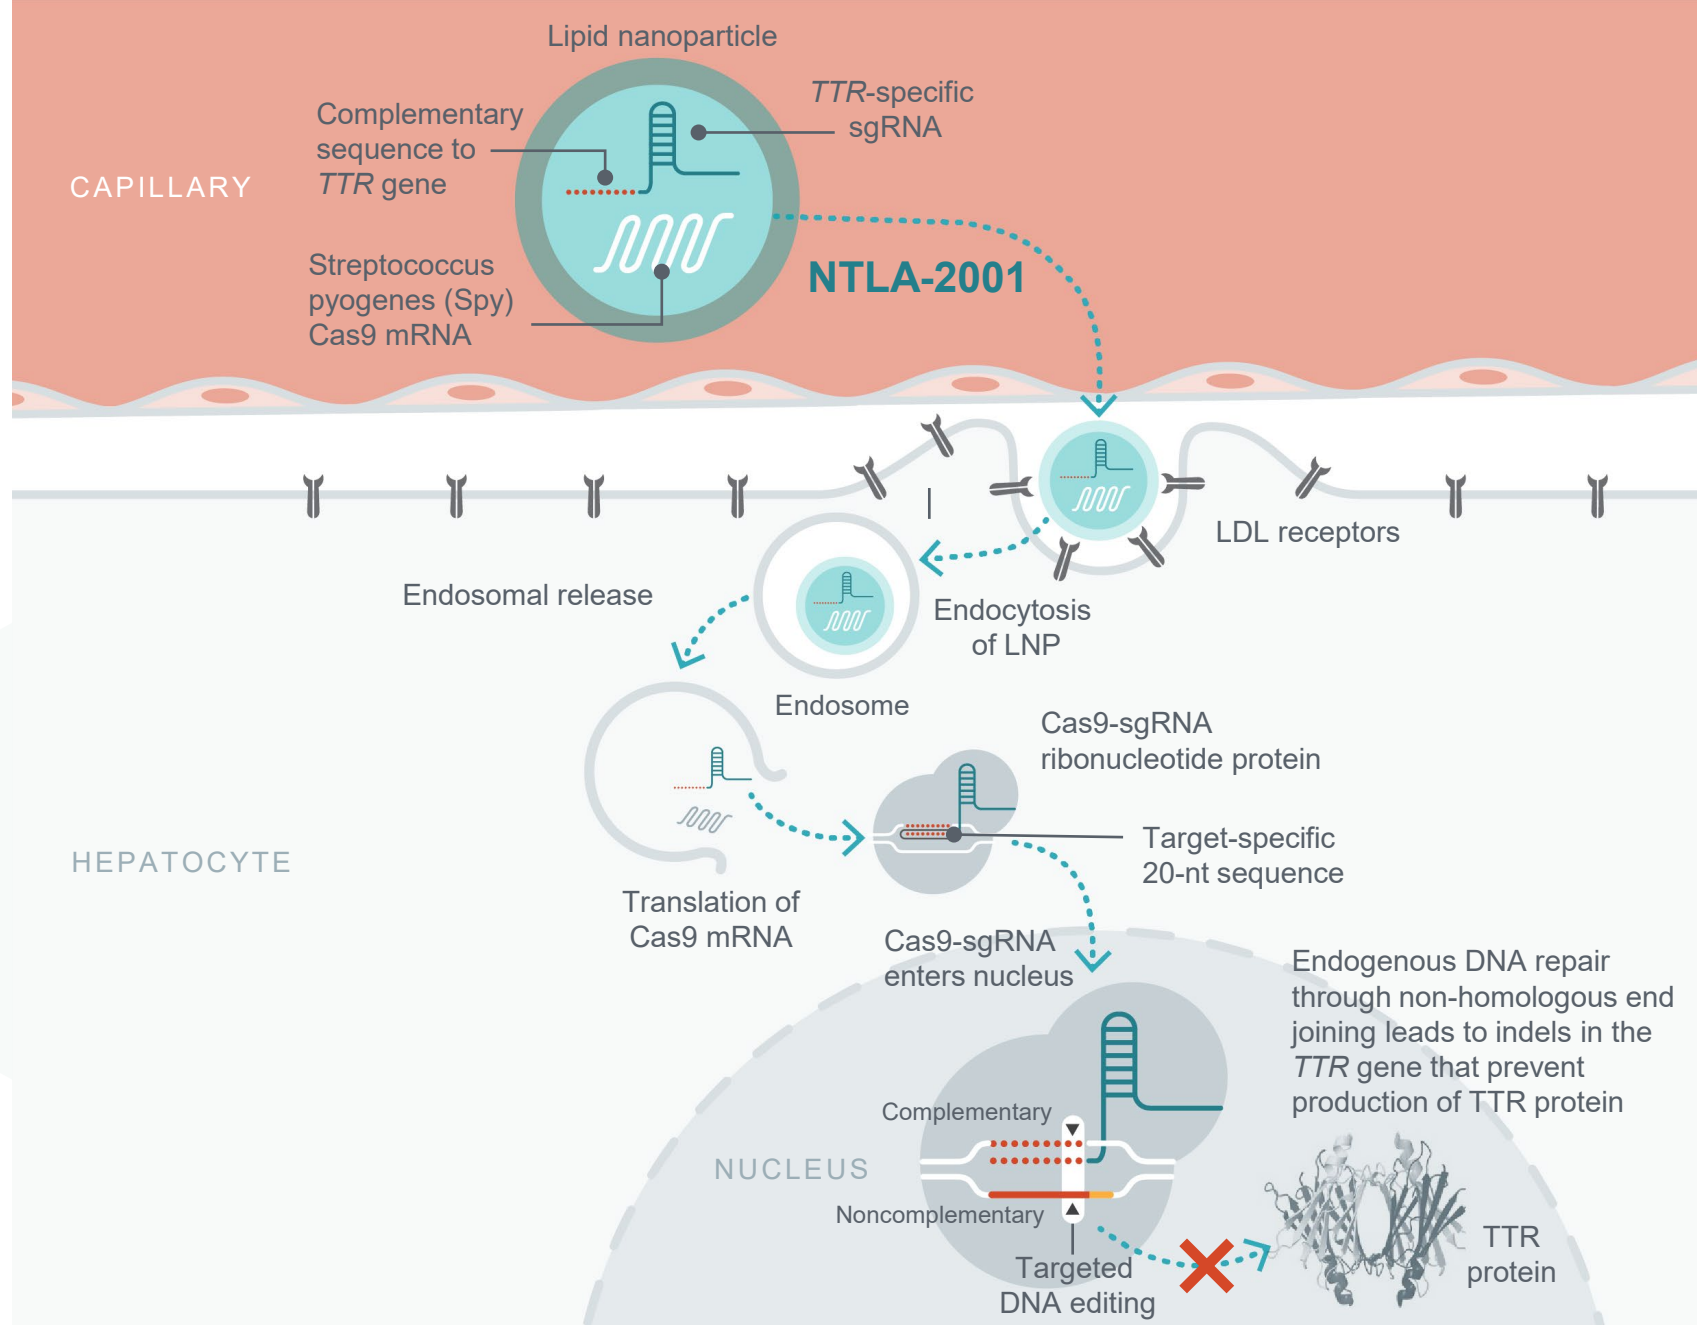 Lipid nanoparticle
Complementary
sequence to
TTR gene
TTR-specific
sgRNA
CAPILLARY
Streptococcus
pyogenes (Spy)
Cas9 mRNA
NTLA-2001
LDL receptors
Endosomal release
Endocytosis
of LNP
Endosome
Cas9-sgRNA
ribonucleotide protein
Target-specific
20-nt sequence
HEPATOCYTE
Translation of
Cas9 mRNA
Cas9-sgRNA
enters nucleus
Endogenous DNA repair
through non-homologous end
joining leads to indels in the
TTR gene that prevent
production of TTR protein
Complementary
NUCLEUS
Noncomplementary
Targeted
DNA editing
TTR
protein